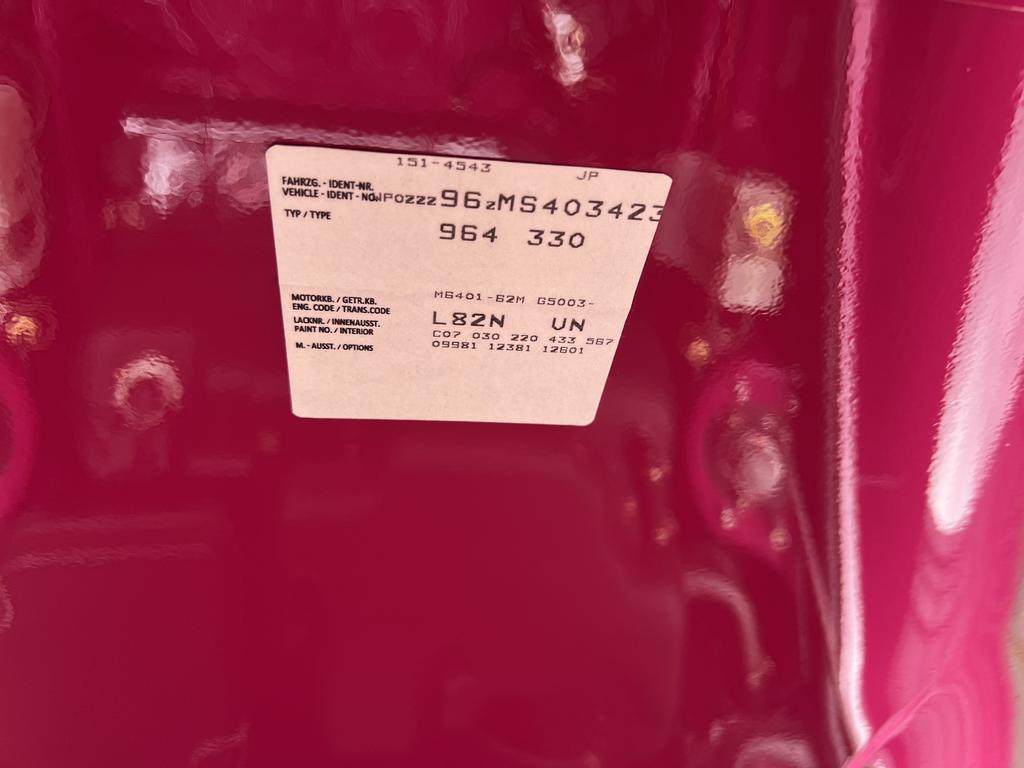 151-4543 JP
FAHRZG. - IDENT-NR.
VEHICLE - IDENT - NO. WP0ZZZ96ZMS403423
TYP / TYPE 964 330
MOTORKB. / GETR.KB. M6401-62M G5003-
ENG. CODE / TRANS.CODE
LACKNR. / INNENAUSST. L82N UN
PAINT NO. / INTERIOR C07 030 220 433 567
M. - AUSST. / OPTIONS 09981 12381 12601